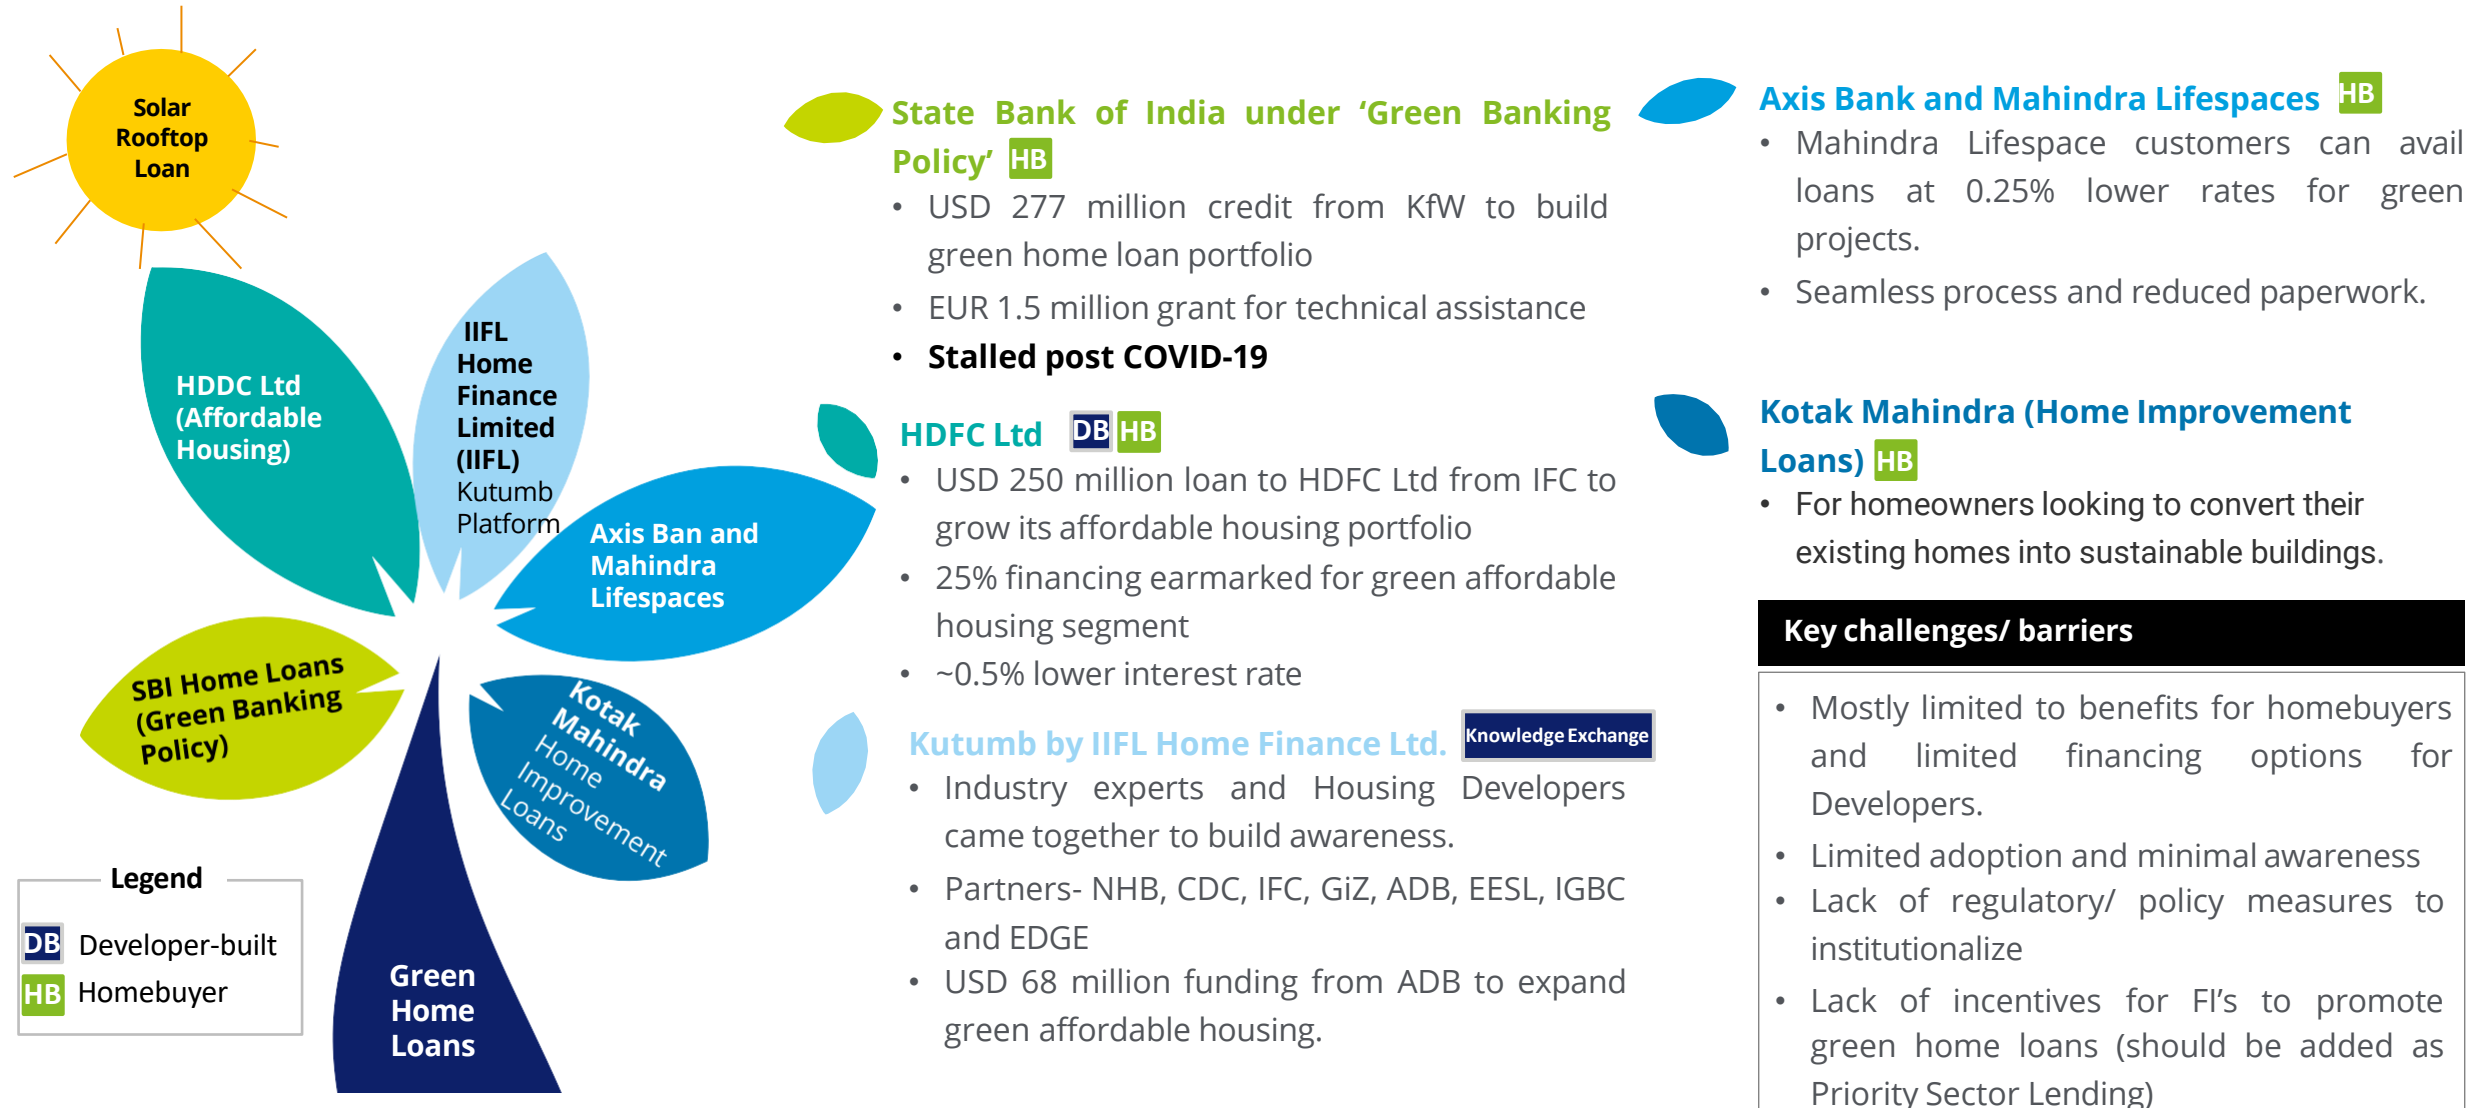 Solar
Rooftop
Loan
HDDC Ltd
(Affordable
Housing)
IIFL
Home
Finance
Limited
(IIFL)
Kutumb
Platform
Axis Ban and
Mahindra
Lifespaces
SBI Home Loans
(Green Banking
Policy)
Kotak
Mahindra
Home
Improvement
Loans
Green
Home
Loans
Legend
DB Developer-built
HB Homebuyer
State Bank of India under ‘Green Banking
Policy’ HB
• USD 277 million credit from KfW to build
green home loan portfolio
• EUR 1.5 million grant for technical assistance
• Stalled post COVID-19
HDFC Ltd DB HB
• USD 250 million loan to HDFC Ltd from IFC to
grow its affordable housing portfolio
• 25% financing earmarked for green affordable
housing segment
• ~0.5% lower interest rate
Kutumb by IIFL Home Finance Ltd. Knowledge Exchange
• Industry experts and Housing Developers
came together to build awareness.
• Partners- NHB, CDC, IFC, GiZ, ADB, EESL, IGBC
and EDGE
• USD 68 million funding from ADB to expand
green affordable housing.
Axis Bank and Mahindra Lifespaces HB
• Mahindra Lifespace customers can avail
loans at 0.25% lower rates for green
projects.
• Seamless process and reduced paperwork.
Kotak Mahindra (Home Improvement
Loans) HB
• For homeowners looking to convert their
existing homes into sustainable buildings.
Key challenges/ barriers
• Mostly limited to benefits for homebuyers
and limited financing options for
Developers.
• Limited adoption and minimal awareness
• Lack of regulatory/ policy measures to
institutionalize
• Lack of incentives for FI’s to promote
green home loans (should be added as
Priority Sector Lending)